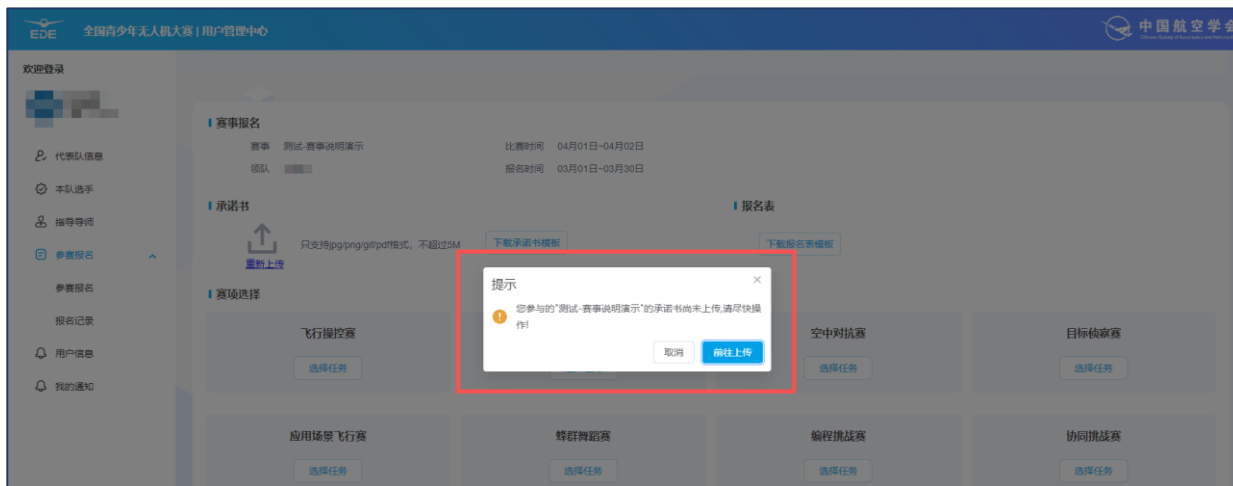 EDE
全国青少年无人机大赛 | 用户管理中心
中国航空学会
欢迎登录
代表队信息
本队选手
指导导师
参赛报名
参赛报名
报名记录
用户信息
我的通知
赛事报名
赛事 测试-赛事说明演示 比赛时间 04月01日~04月02日
领队 报名时间 03月01日~03月30日
承诺书
报名表
只支持jpg/png/gif/pdf格式，不超过5M
下载承诺书模板
下载报名表模板
重新上传
赛项选择
提示
您参与的"测试-赛事说明演示"的承诺书尚未上传,请尽快操
作!
取消 前往上传
飞行操控赛
空中对抗赛
目标侦察赛
选择任务
选择任务
选择任务
应用场景飞行赛
蜂群舞蹈赛
编程挑战赛
协同挑战赛
选择任务
选择任务
选择任务
选择任务